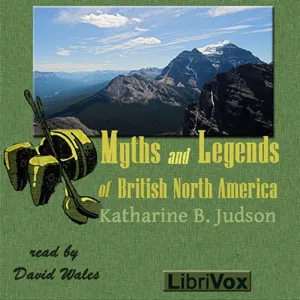 Myths and Legends
of British North America
Katharine B. Judson
read by
David Wales
LibriVox